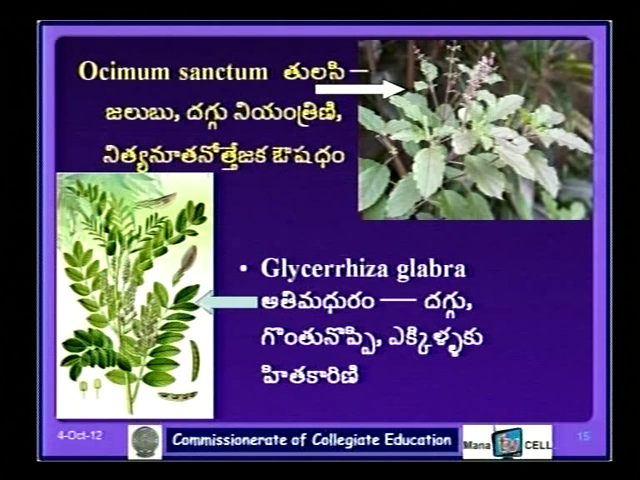 Ocimum sanctum తులసి –
జలుబు, దగ్గు నియంత్రిణి,
నిత్యనూతనోత్తేజక ఔషధం
• Glycerrhiza glabra
అతిమధురం –– దగ్గు,
గొంతునొప్పి, ఎక్కిళ్ళకు
హితకారిణి
4-Oct-12
Commissionerate of Collegiate Education
Mana CELL
15